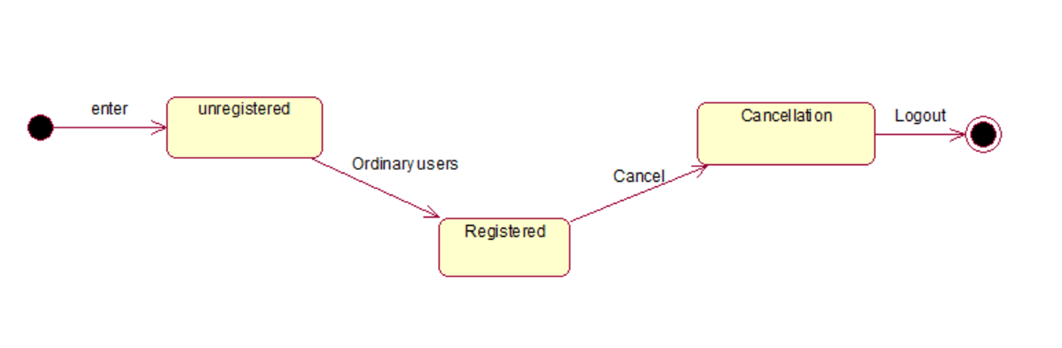 enter
unregistered
Ordinary users
Registered
Cancel
Cancellation
Logout